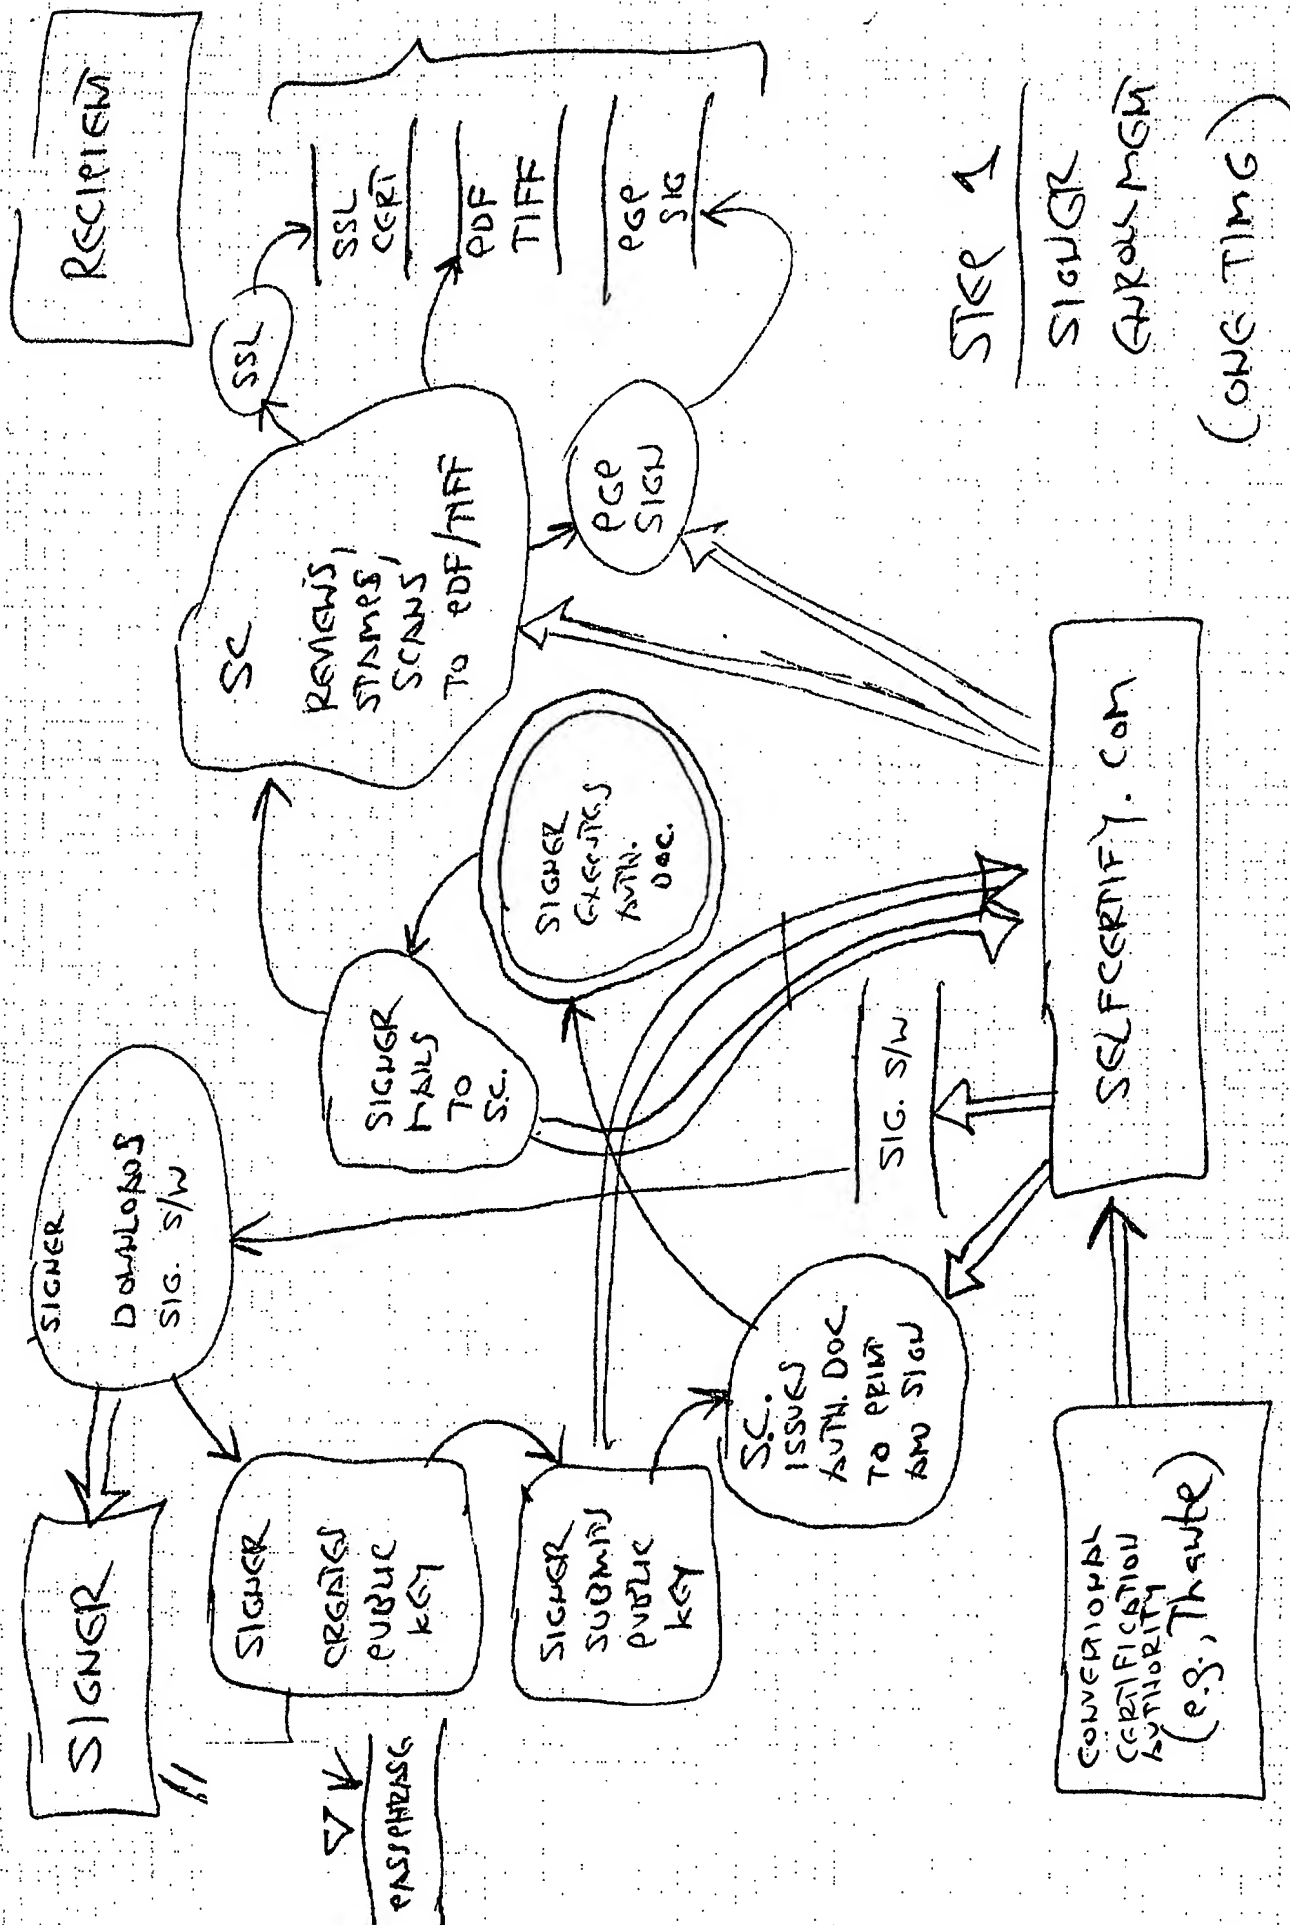 SIGNER
SIGNER
DOWNLOADS
SIG. S/W
RECIPIENT
PASSPHRASE
SIGNER
CREATES
PUBLIC
KEY
SIGNER
SUBMITS
PUBLIC
KEY
S.C.
ISSUES
AUTH. DOC
TO PRINT
AND SIGN
SIGNER
MAILS
TO
S.C.
SIGNER
EXECUTES
AUTH.
DOC.
SC
REVIEWS,
STAMPS,
SCANS
TO PDF/TIFF
SSL
PGP
SIGN
SSL
CERT
PDF
TIFF
PGP
SIG
SIG. S/W
CONVENTIONAL
CERTIFICATION
AUTHORITY
(e.g., Thawte)
SELFCERTIFY.COM
STEP 1
SIGNER
ENROLLMENT
(ONE TIME)